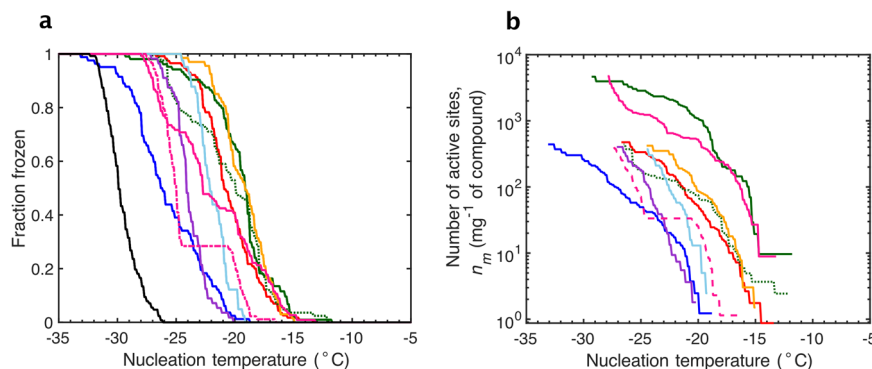 a
b
Fraction frozen
1
0.8
0.6
0.4
0.2
0
-35 -30 -25 -20 -15 -10 -5
Nucleation temperature (°C)
Number of active sites,
n_m (mg⁻¹ of compound)
10⁴
10³
10²
10¹
10⁰
-35 -30 -25 -20 -15 -10 -5
Nucleation temperature (°C)